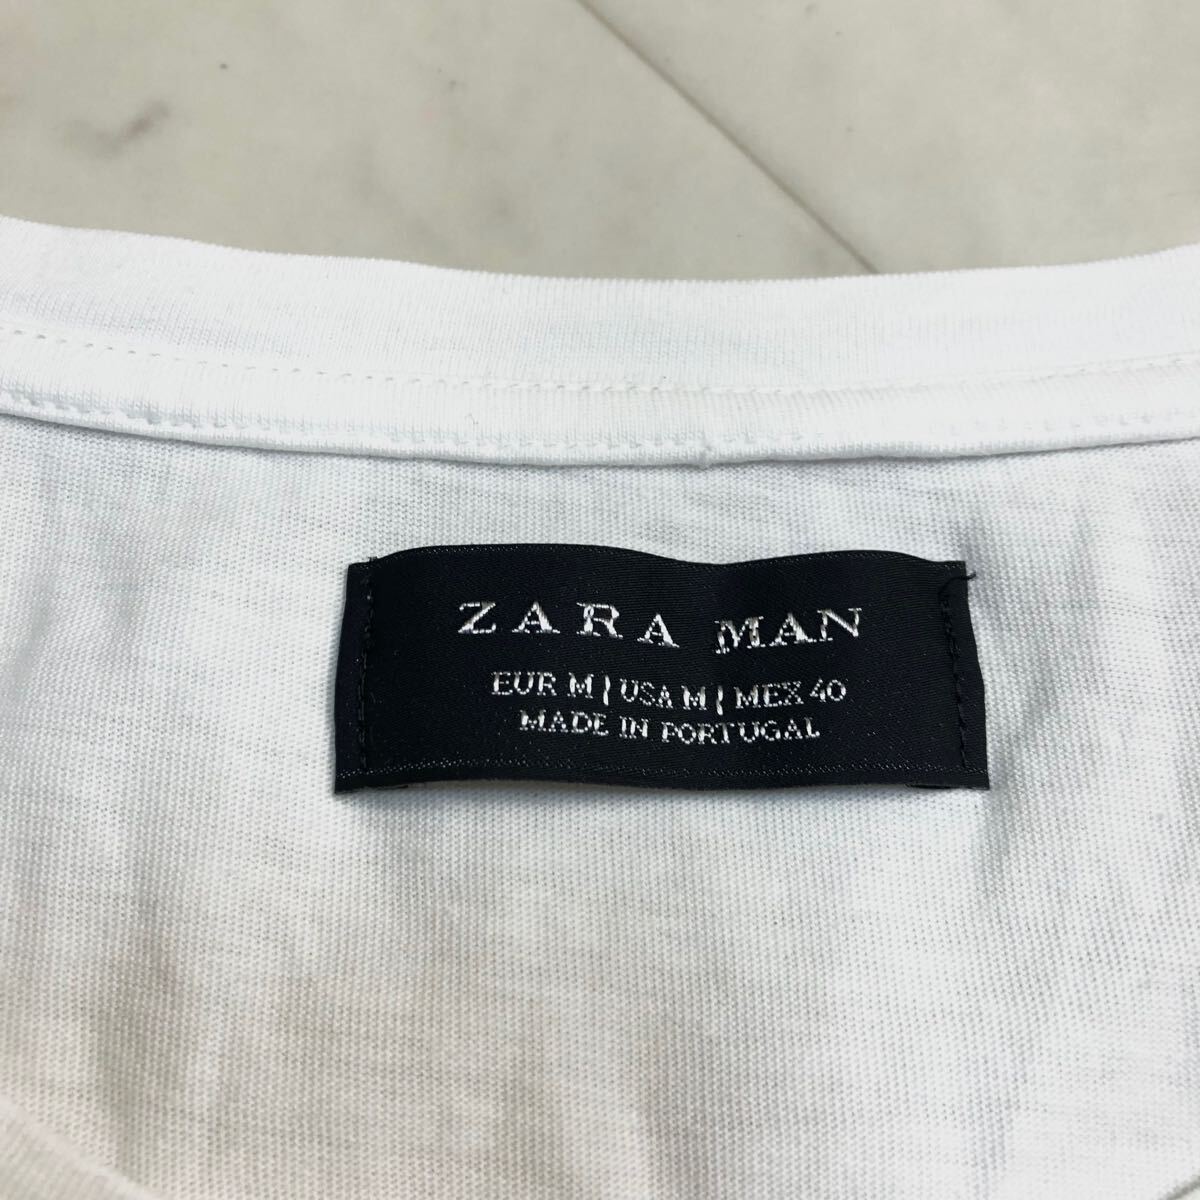 ZARA MAN
EUR M | USA M | MEX 40
MADE IN PORTUGAL